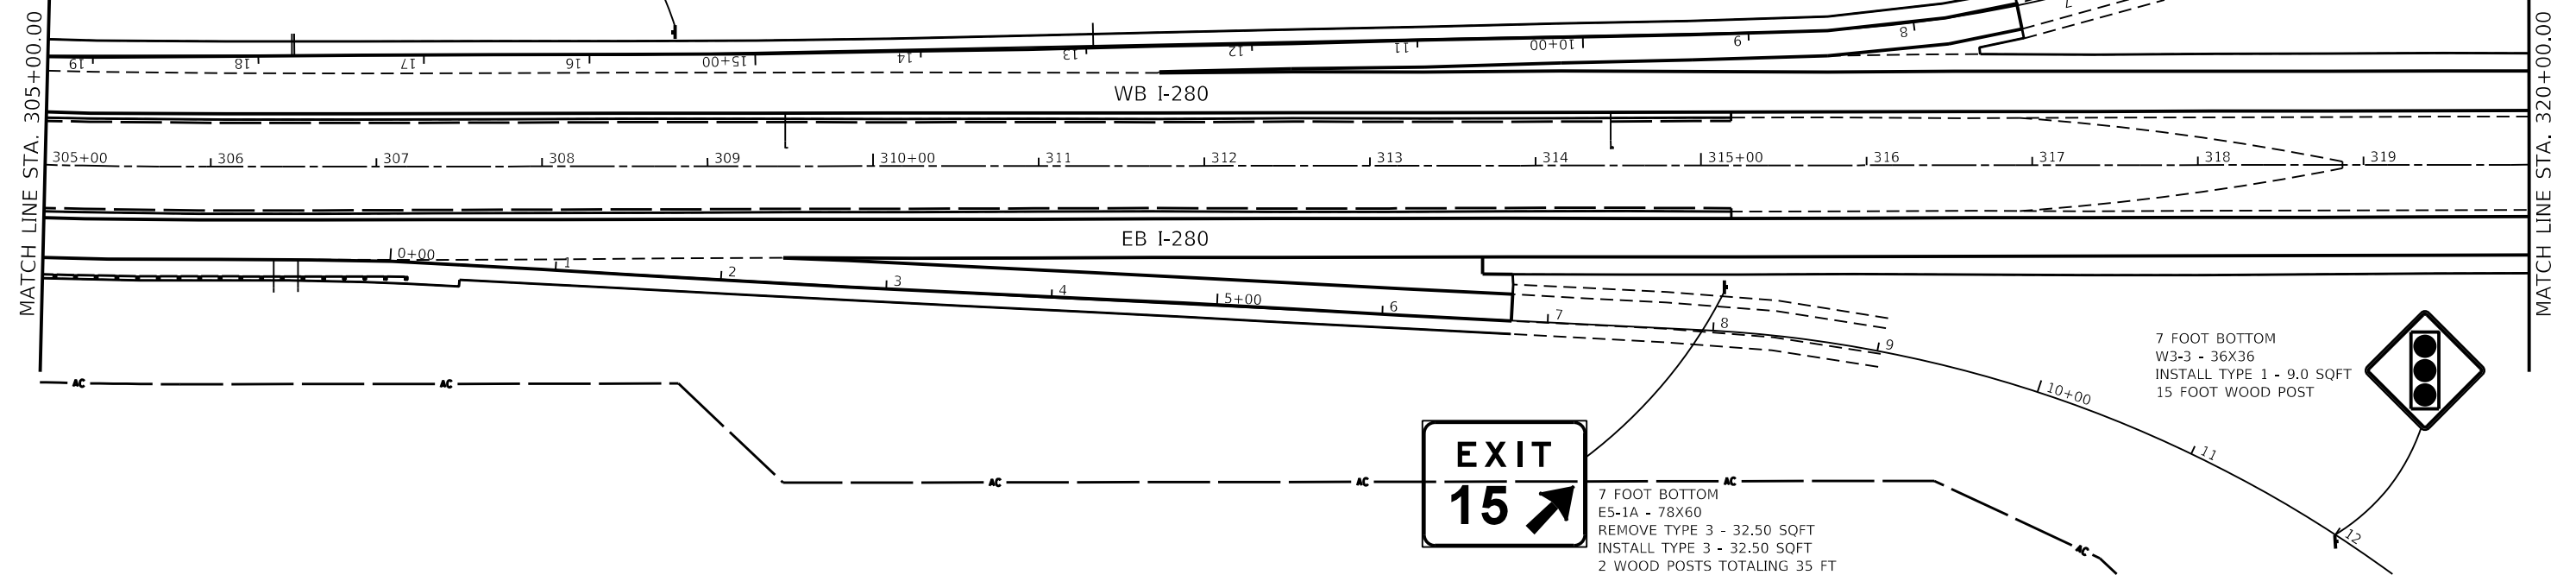 MATCH LINE STA. 305+00.00
19
18
17
16
15+00
14
13
12
11
10+00
9
8
7
WB I-280
305+00
306
307
308
309
310+00
311
312
313
314
315+00
316
317
318
319
EB I-280
0+00
1
2
3
4
5+00
6
7
8
9
10+00
11
12
AC
AC
AC
AC
AC
AC
EXIT
15
7 FOOT BOTTOM
E5-1A - 78X60
REMOVE TYPE 3 - 32.50 SQFT
INSTALL TYPE 3 - 32.50 SQFT
2 WOOD POSTS TOTALING 35 FT
7 FOOT BOTTOM
W3-3 - 36X36
INSTALL TYPE 1 - 9.0 SQFT
15 FOOT WOOD POST
MATCH LINE STA. 320+00.00